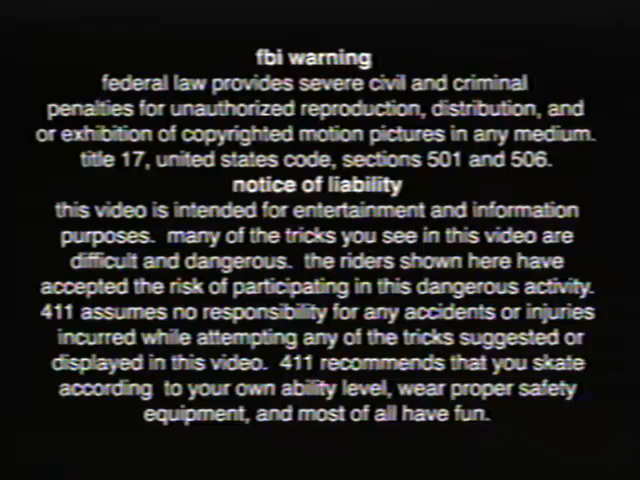 fbi warning
federal law provides severe civil and criminal
penalties for unauthorized reproduction, distribution, and
or exhibition of copyrighted motion pictures in any medium.
title 17, united states code, sections 501 and 506.
notice of liability
this video is intended for entertainment and information
purposes.  many of the tricks you see in this video are
difficult and dangerous.  the riders shown here have
accepted the risk of participating in this dangerous activity.
411 assumes no responsibility for any accidents or injuries
incurred while attempting any of the tricks suggested or
displayed in this video.  411 recommends that you skate
according  to your own ability level, wear proper safety
equipment, and most of all have fun.